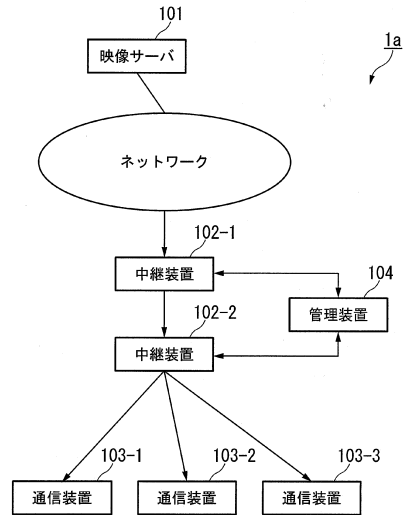 101
1a
映像サーバ
ネットワーク
102-1
中継装置
104
管理装置
102-2
中継装置
103-1
103-2
103-3
通信装置
通信装置
通信装置